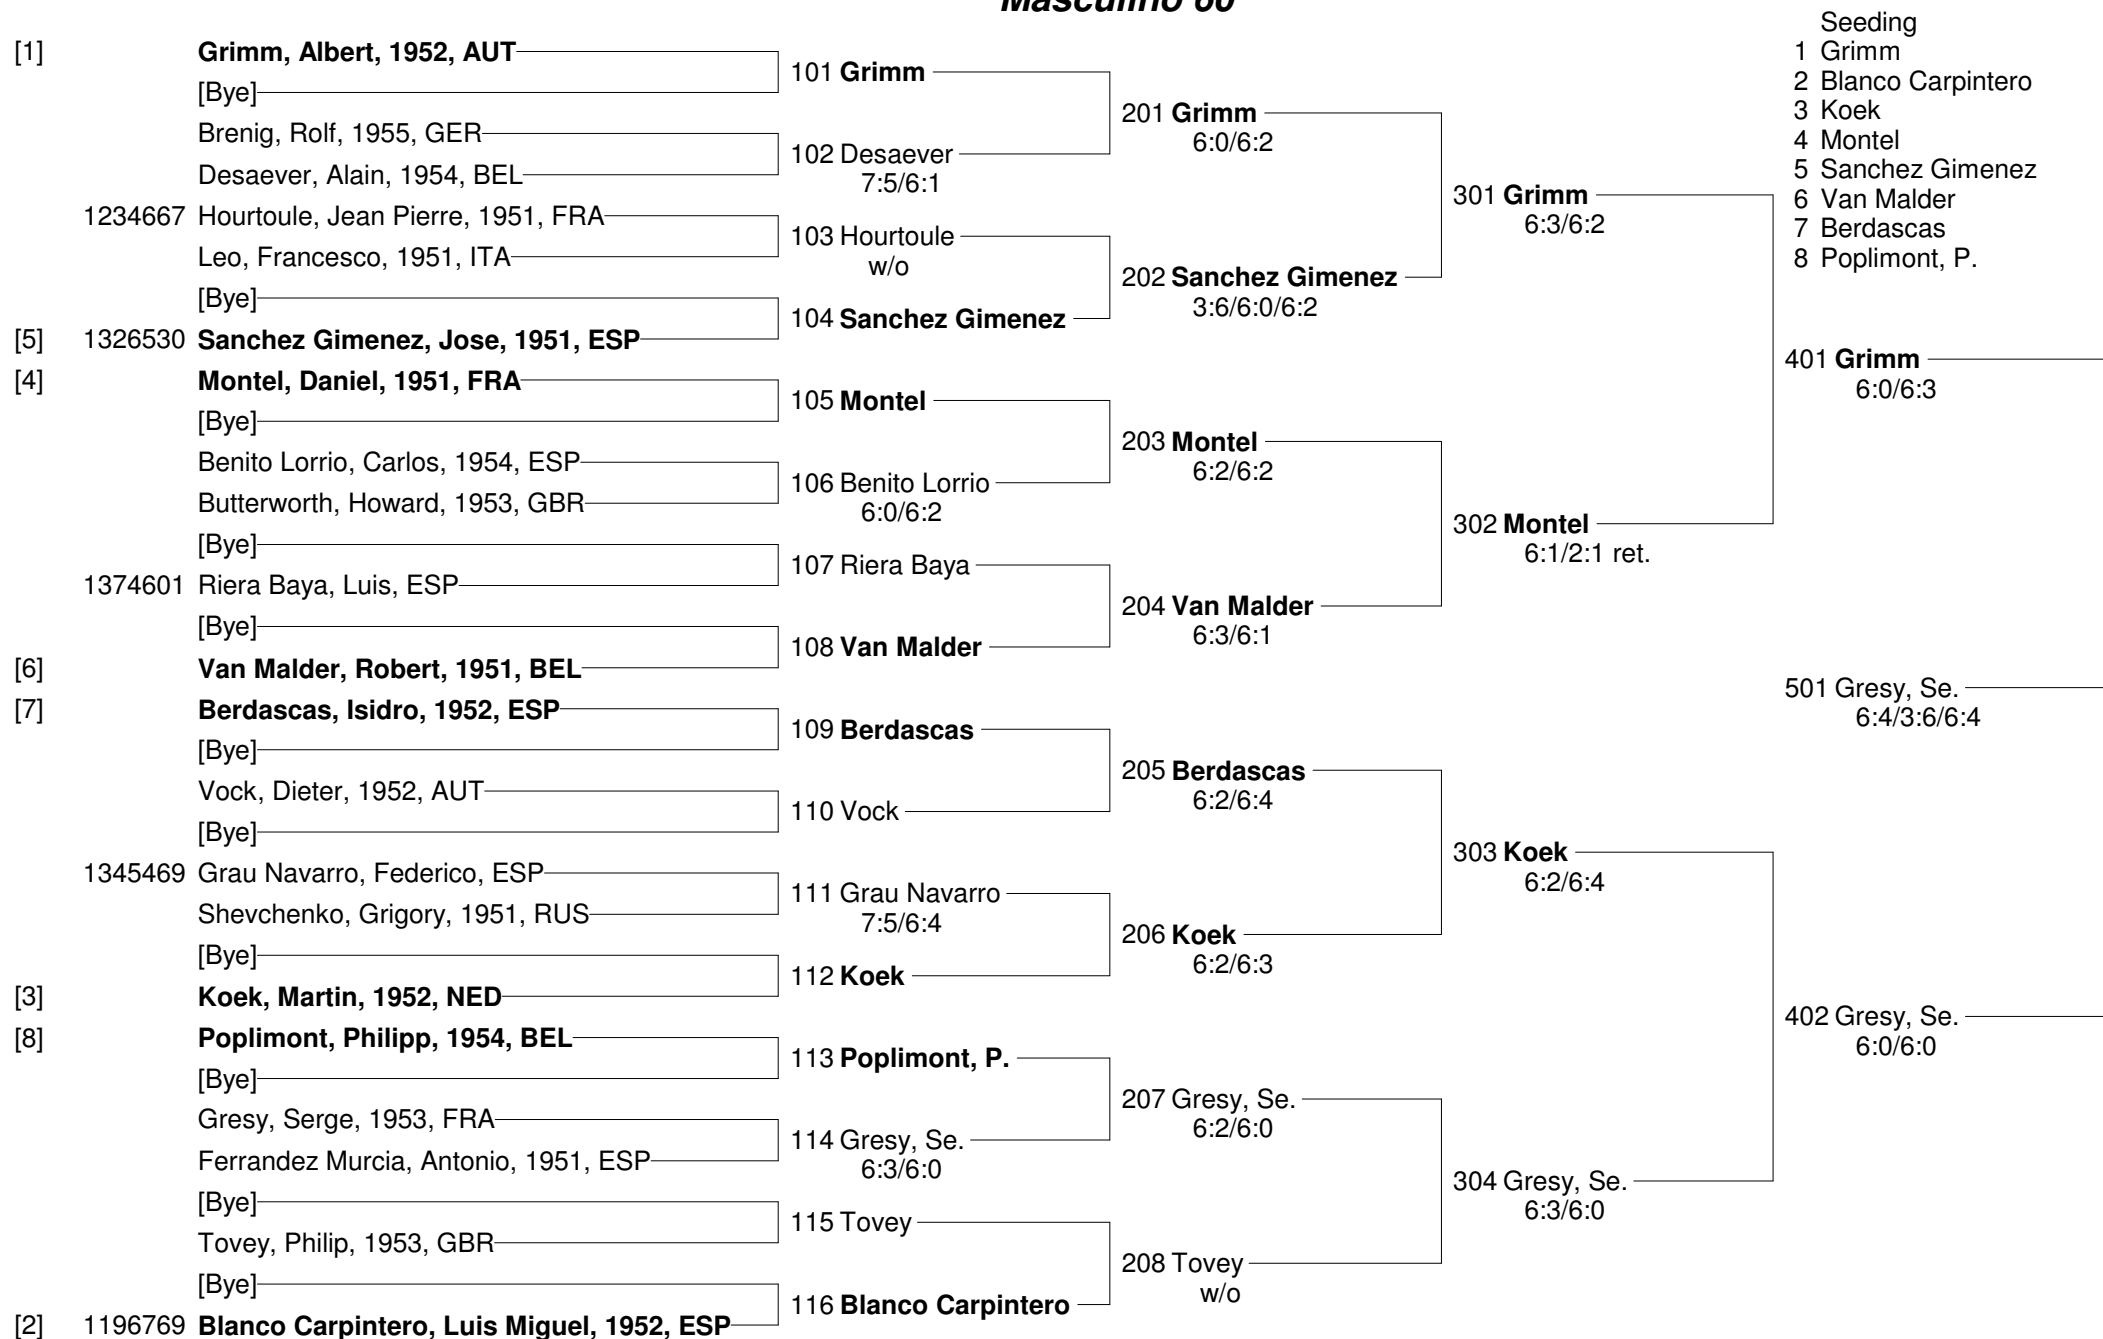 Masculino 60
Seeding
1 Grimm
2 Blanco Carpintero
3 Koek
4 Montel
5 Sanchez Gimenez
6 Van Malder
7 Berdascas
8 Poplimont, P.
[1] Grimm, Albert, 1952, AUT
[Bye]
Brenig, Rolf, 1955, GER
Desaever, Alain, 1954, BEL
1234667 Hourtoule, Jean Pierre, 1951, FRA
Leo, Francesco, 1951, ITA
[Bye]
[5] 1326530 Sanchez Gimenez, Jose, 1951, ESP
[4] Montel, Daniel, 1951, FRA
[Bye]
Benito Lorrio, Carlos, 1954, ESP
Butterworth, Howard, 1953, GBR
[Bye]
1374601 Riera Baya, Luis, ESP
[Bye]
[6] Van Malder, Robert, 1951, BEL
[7] Berdascas, Isidro, 1952, ESP
[Bye]
Vock, Dieter, 1952, AUT
[Bye]
1345469 Grau Navarro, Federico, ESP
Shevchenko, Grigory, 1951, RUS
[Bye]
[3] Koek, Martin, 1952, NED
[8] Poplimont, Philipp, 1954, BEL
[Bye]
Gresy, Serge, 1953, FRA
Ferrandez Murcia, Antonio, 1951, ESP
[Bye]
Tovey, Philip, 1953, GBR
[Bye]
[2] 1196769 Blanco Carpintero, Luis Miguel, 1952, ESP
101 Grimm
102 Desaever
7:5/6:1
103 Hourtoule
w/o
104 Sanchez Gimenez
105 Montel
106 Benito Lorrio
6:0/6:2
107 Riera Baya
108 Van Malder
109 Berdascas
110 Vock
111 Grau Navarro
7:5/6:4
112 Koek
113 Poplimont, P.
114 Gresy, Se.
6:3/6:0
115 Tovey
116 Blanco Carpintero
201 Grimm
6:0/6:2
202 Sanchez Gimenez
3:6/6:0/6:2
203 Montel
6:2/6:2
204 Van Malder
6:3/6:1
205 Berdascas
6:2/6:4
206 Koek
6:2/6:3
207 Gresy, Se.
6:2/6:0
208 Tovey
w/o
301 Grimm
6:3/6:2
302 Montel
6:1/2:1 ret.
303 Koek
6:2/6:4
304 Gresy, Se.
6:3/6:0
401 Grimm
6:0/6:3
501 Gresy, Se.
6:4/3:6/6:4
402 Gresy, Se.
6:0/6:0